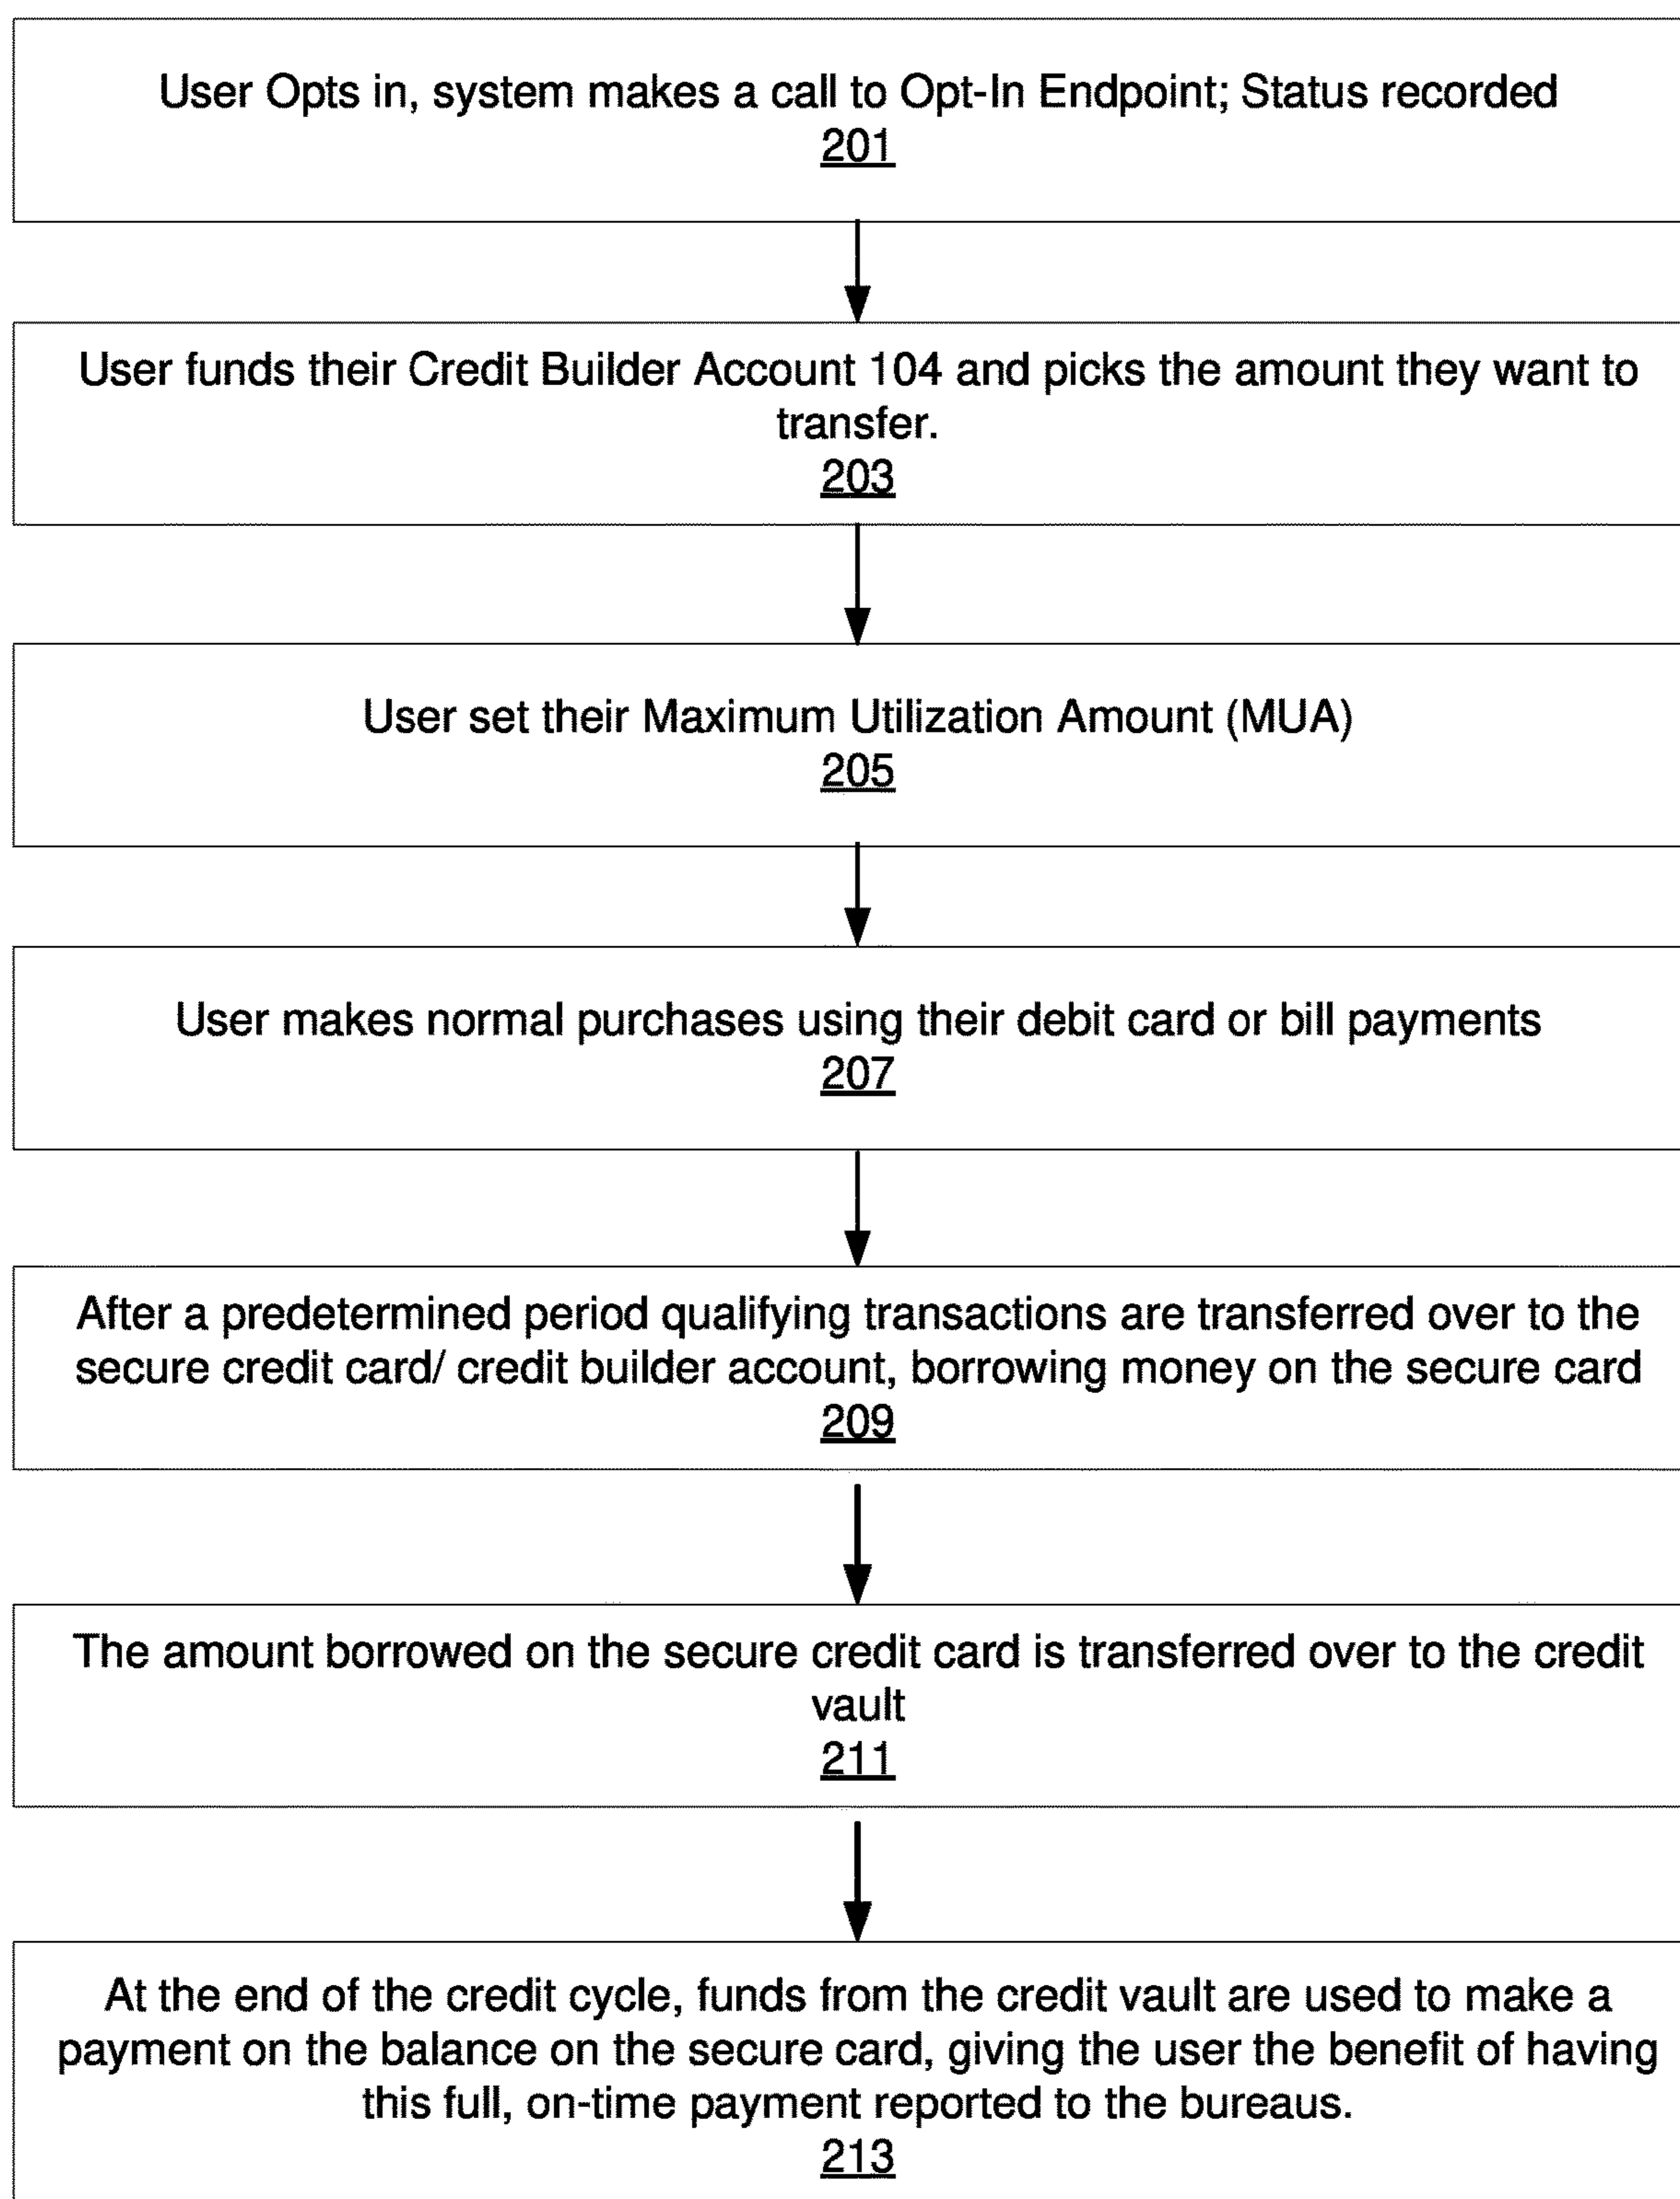 User Opts in, system makes a call to Opt-In Endpoint; Status recorded
201
User funds their Credit Builder Account 104 and picks the amount they want to
transfer.
203
User set their Maximum Utilization Amount (MUA)
205
User makes normal purchases using their debit card or bill payments
207
After a predetermined period qualifying transactions are transferred over to the
secure credit card/ credit builder account, borrowing money on the secure card
209
The amount borrowed on the secure credit card is transferred over to the credit
vault
211
At the end of the credit cycle, funds from the credit vault are used to make a
payment on the balance on the secure card, giving the user the benefit of having
this full, on-time payment reported to the bureaus.
213